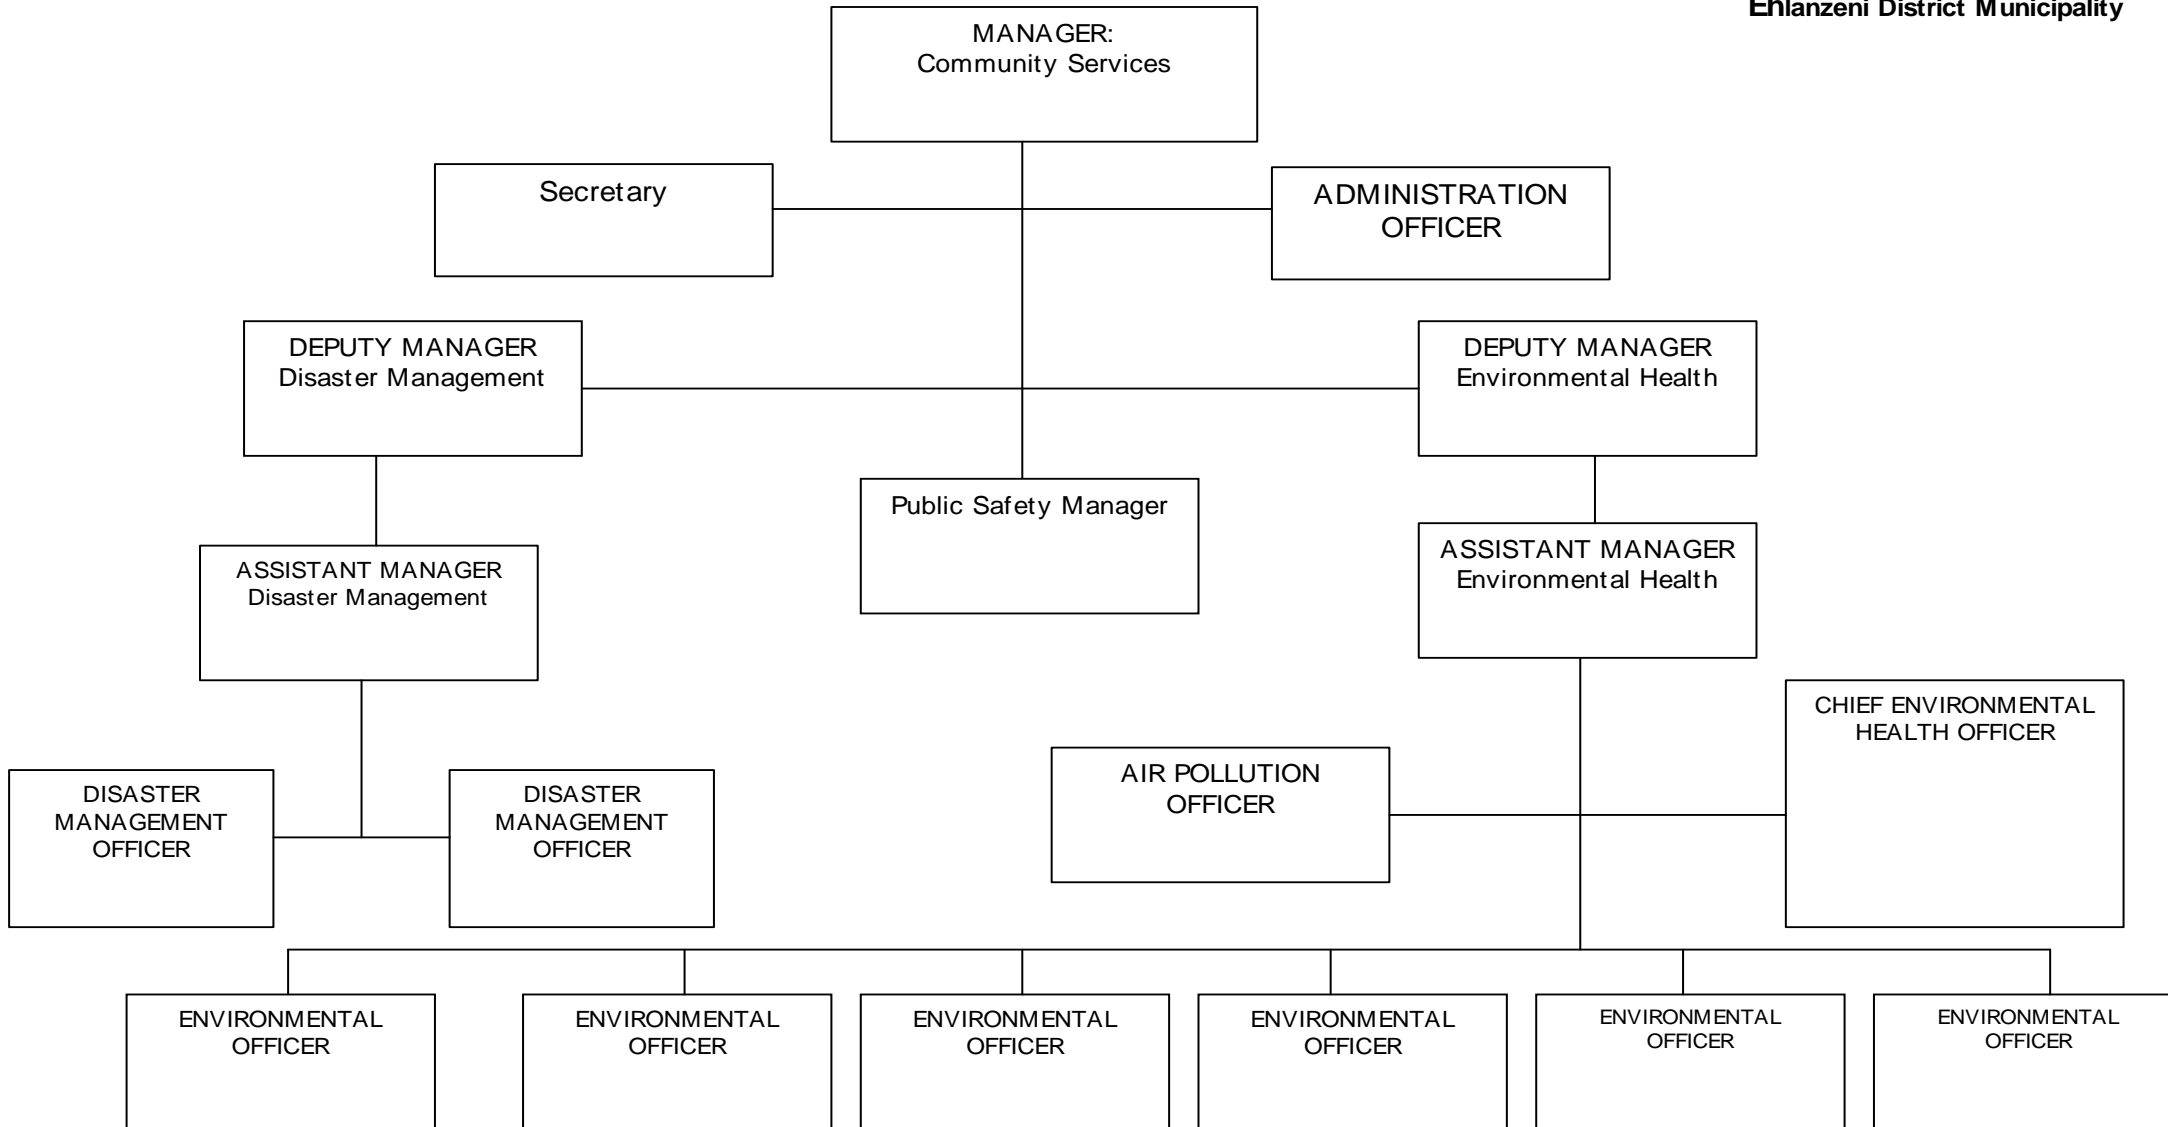 Ehlanzeni District Municipality
MANAGER:
Community Services
Secretary
ADMINISTRATION
OFFICER
DEPUTY MANAGER
Disaster Management
DEPUTY MANAGER
Environmental Health
Public Safety Manager
ASSISTANT MANAGER
Environmental Health
ASSISTANT MANAGER
Disaster Management
CHIEF ENVIRONMENTAL
HEALTH OFFICER
AIR POLLUTION
OFFICER
DISASTER
MANAGEMENT
OFFICER
DISASTER
MANAGEMENT
OFFICER
ENVIRONMENTAL
OFFICER
ENVIRONMENTAL
OFFICER
ENVIRONMENTAL
OFFICER
ENVIRONMENTAL
OFFICER
ENVIRONMENTAL
OFFICER
ENVIRONMENTAL
OFFICER